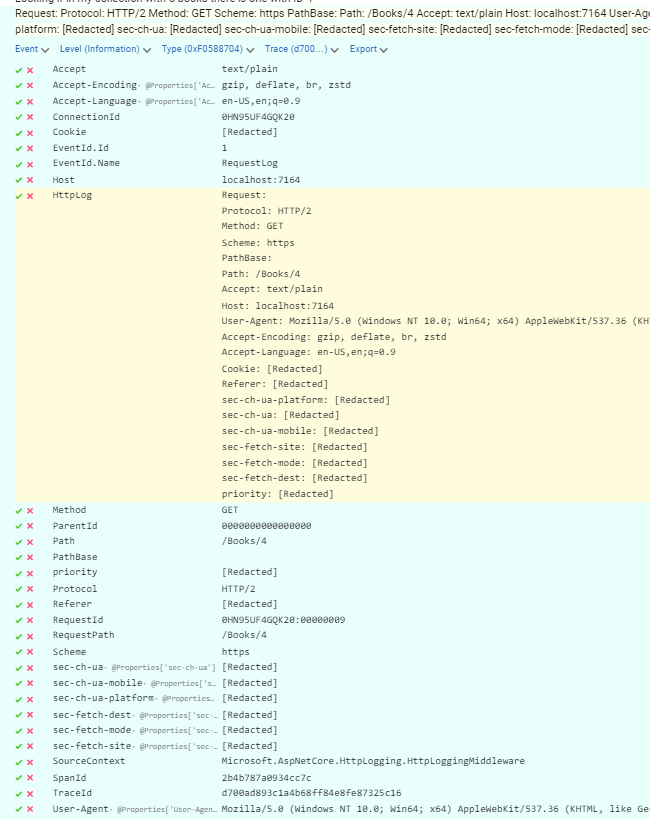 Looking if in my collection with 3 books there is one with ID
Request: Protocol: HTTP/2 Method: GET Scheme: https PathBase: Path: /Books/4 Accept: text/plain Host: localhost:7164 User-Age
platform: [Redacted] sec-ch-ua: [Redacted] sec-ch-ua-mobile: [Redacted] sec-fetch-site: [Redacted] sec-fetch-mode: [Redacted] sec-
Event Level (Information) Type (0xF0588704) Trace (d700...) Export
Accept text/plain
Accept-Encoding· @Properties['Ac… gzip, deflate, br, zstd
Accept-Language· @Properties['Ac… en-US,en;q=0.9
ConnectionId 0HN95UF4GQK20
Cookie [Redacted]
EventId.Id 1
EventId.Name RequestLog
Host localhost:7164
HttpLog Request:
Protocol: HTTP/2
Method: GET
Scheme: https
PathBase:
Path: /Books/4
Accept: text/plain
Host: localhost:7164
User-Agent: Mozilla/5.0 (Windows NT 10.0; Win64; x64) AppleWebKit/537.36 (KH
Accept-Encoding: gzip, deflate, br, zstd
Accept-Language: en-US,en;q=0.9
Cookie: [Redacted]
Referer: [Redacted]
sec-ch-ua-platform: [Redacted]
sec-ch-ua: [Redacted]
sec-ch-ua-mobile: [Redacted]
sec-fetch-site: [Redacted]
sec-fetch-mode: [Redacted]
sec-fetch-dest: [Redacted]
priority: [Redacted]
Method GET
ParentId 0000000000000000
Path /Books/4
PathBase
priority [Redacted]
Protocol HTTP/2
Referer [Redacted]
RequestId 0HN95UF4GQK20:00000009
RequestPath /Books/4
Scheme https
sec-ch-ua· @Properties['sec-ch-ua'] [Redacted]
sec-ch-ua-mobile· @Properties['s… [Redacted]
sec-ch-ua-platform· @Properties… [Redacted]
sec-fetch-dest· @Properties['sec-… [Redacted]
sec-fetch-mode· @Properties['sec-… [Redacted]
sec-fetch-site· @Properties['sec-… [Redacted]
SourceContext Microsoft.AspNetCore.HttpLogging.HttpLoggingMiddleware
SpanId 2b4b787a0934cc7c
TraceId d700ad893c1a4b68ff84e8fe87325c16
User-Agent· @Properties['User-Agen… Mozilla/5.0 (Windows NT 10.0; Win64; x64) AppleWebKit/537.36 (KHTML, like Ge